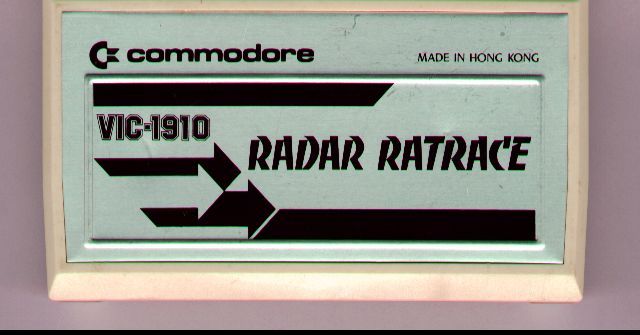 commodore
MADE IN HONG KONG
VIC-1910
RADAR RATRACE